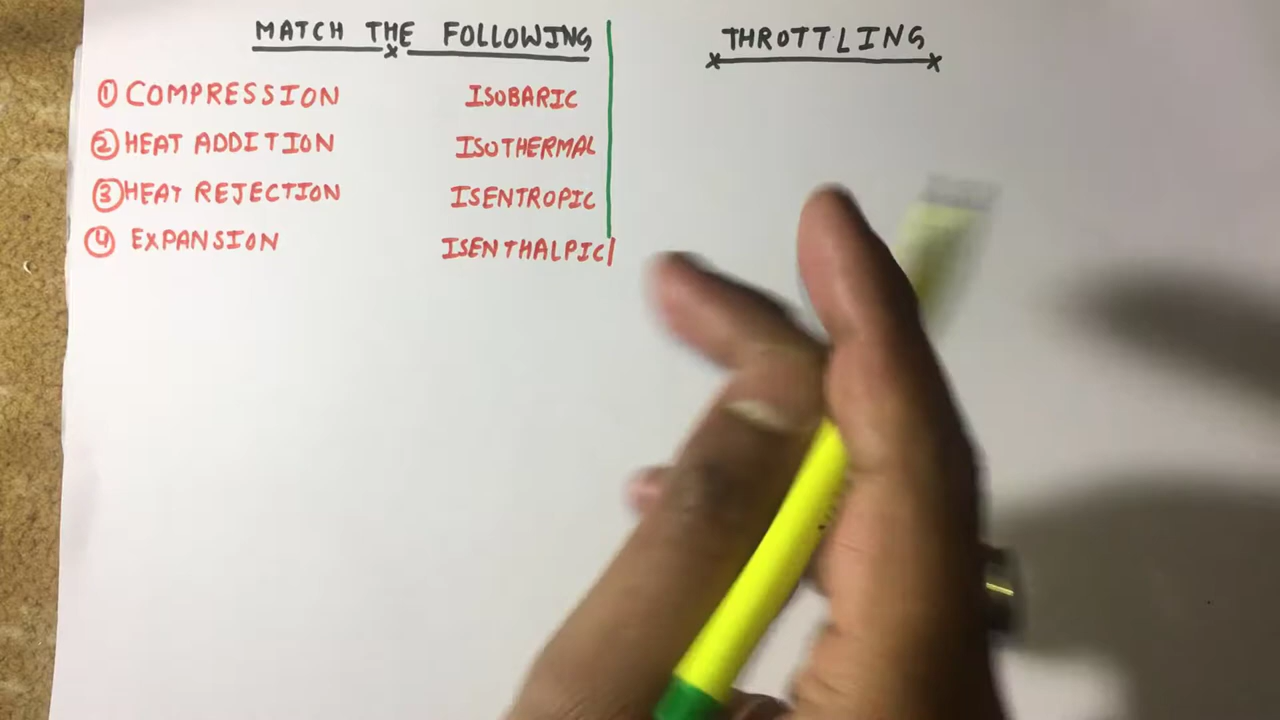 MATCH THE FOLLOWING
① COMPRESSION ISOBARIC
② HEAT ADDITION ISOTHERMAL
③ HEAT REJECTION ISENTROPIC
④ EXPANSION ISENTHALPIC
THROTTLING